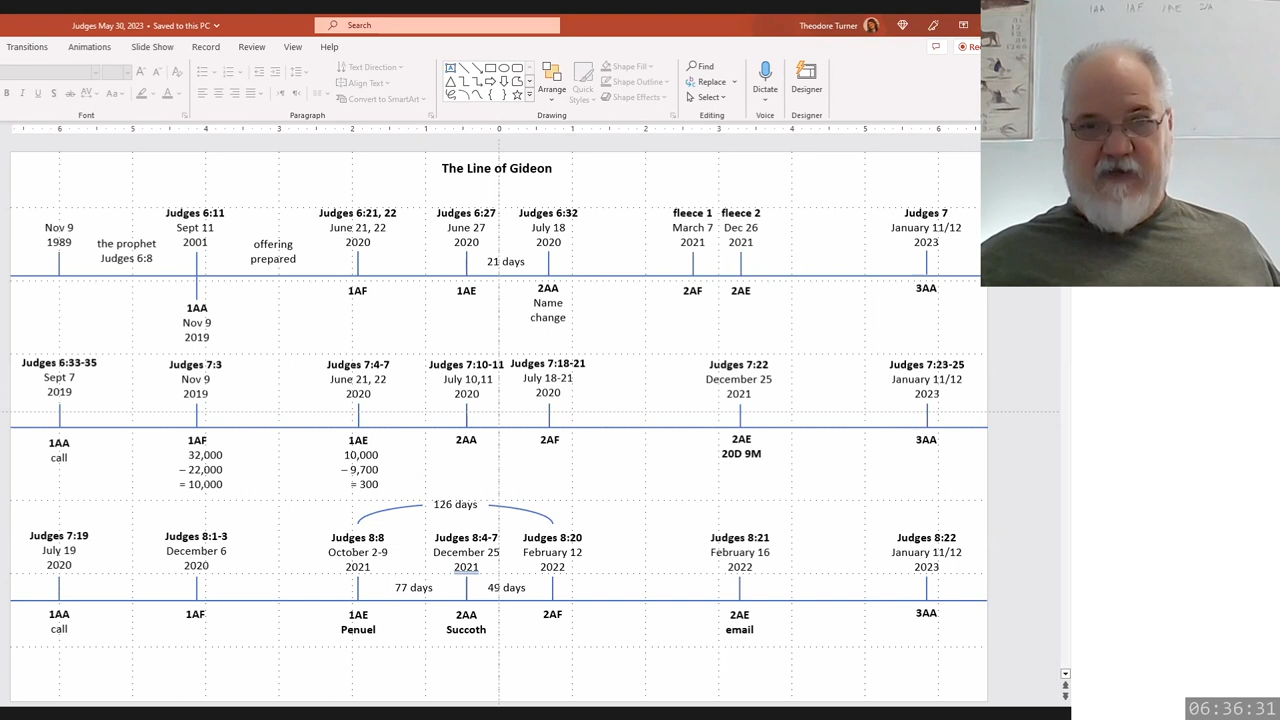 Judges May 30, 2023 • Saved to this PC
Search
Theodore Turner
Transitions Animations Slide Show Record Review View Help
Text Direction
Align Text
Convert to SmartArt
Arrange
Quick Styles
Shape Fill
Shape Outline
Shape Effects
Find
Replace
Select
Dictate
Designer
Font Paragraph Drawing Editing Voice Designer
6 5 4 3 2 1 0 1 2 3 4 5 6
The Line of Gideon
Judges 6:11 Judges 6:21, 22 Judges 6:27 Judges 6:32 fleece 1 fleece 2 Judges 7
Nov 9 Sept 11 June 21, 22 June 27 July 18 March 7 Dec 26 January 11/12
1989 the prophet 2001 offering 2020 2020 2020 2021 2021 2023
Judges 6:8 prepared 21 days
1AF 1AE 2AA 2AF 2AE 3AA
1AA Name
Nov 9 change
2019
Judges 6:33-35 Judges 7:3 Judges 7:4-7 Judges 7:10-11 Judges 7:18-21 Judges 7:22 Judges 7:23-25
Sept 7 Nov 9 June 21, 22 July 10,11 July 18-21 December 25 January 11/12
2019 2019 2020 2020 2020 2021 2023
1AA 1AF 1AE 2AA 2AF 2AE 3AA
call 32,000 10,000 20D 9M
– 22,000 – 9,700
= 10,000 = 300
126 days
Judges 7:19 Judges 8:1-3 Judges 8:8 Judges 8:4-7 Judges 8:20 Judges 8:21 Judges 8:22
July 19 December 6 October 2-9 December 25 February 12 February 16 January 11/12
2020 2020 2021 2021 2022 2022 2023
77 days 49 days
1AA 1AF 1AE 2AA 2AF 2AE 3AA
call Penuel Succoth email
06:36:31